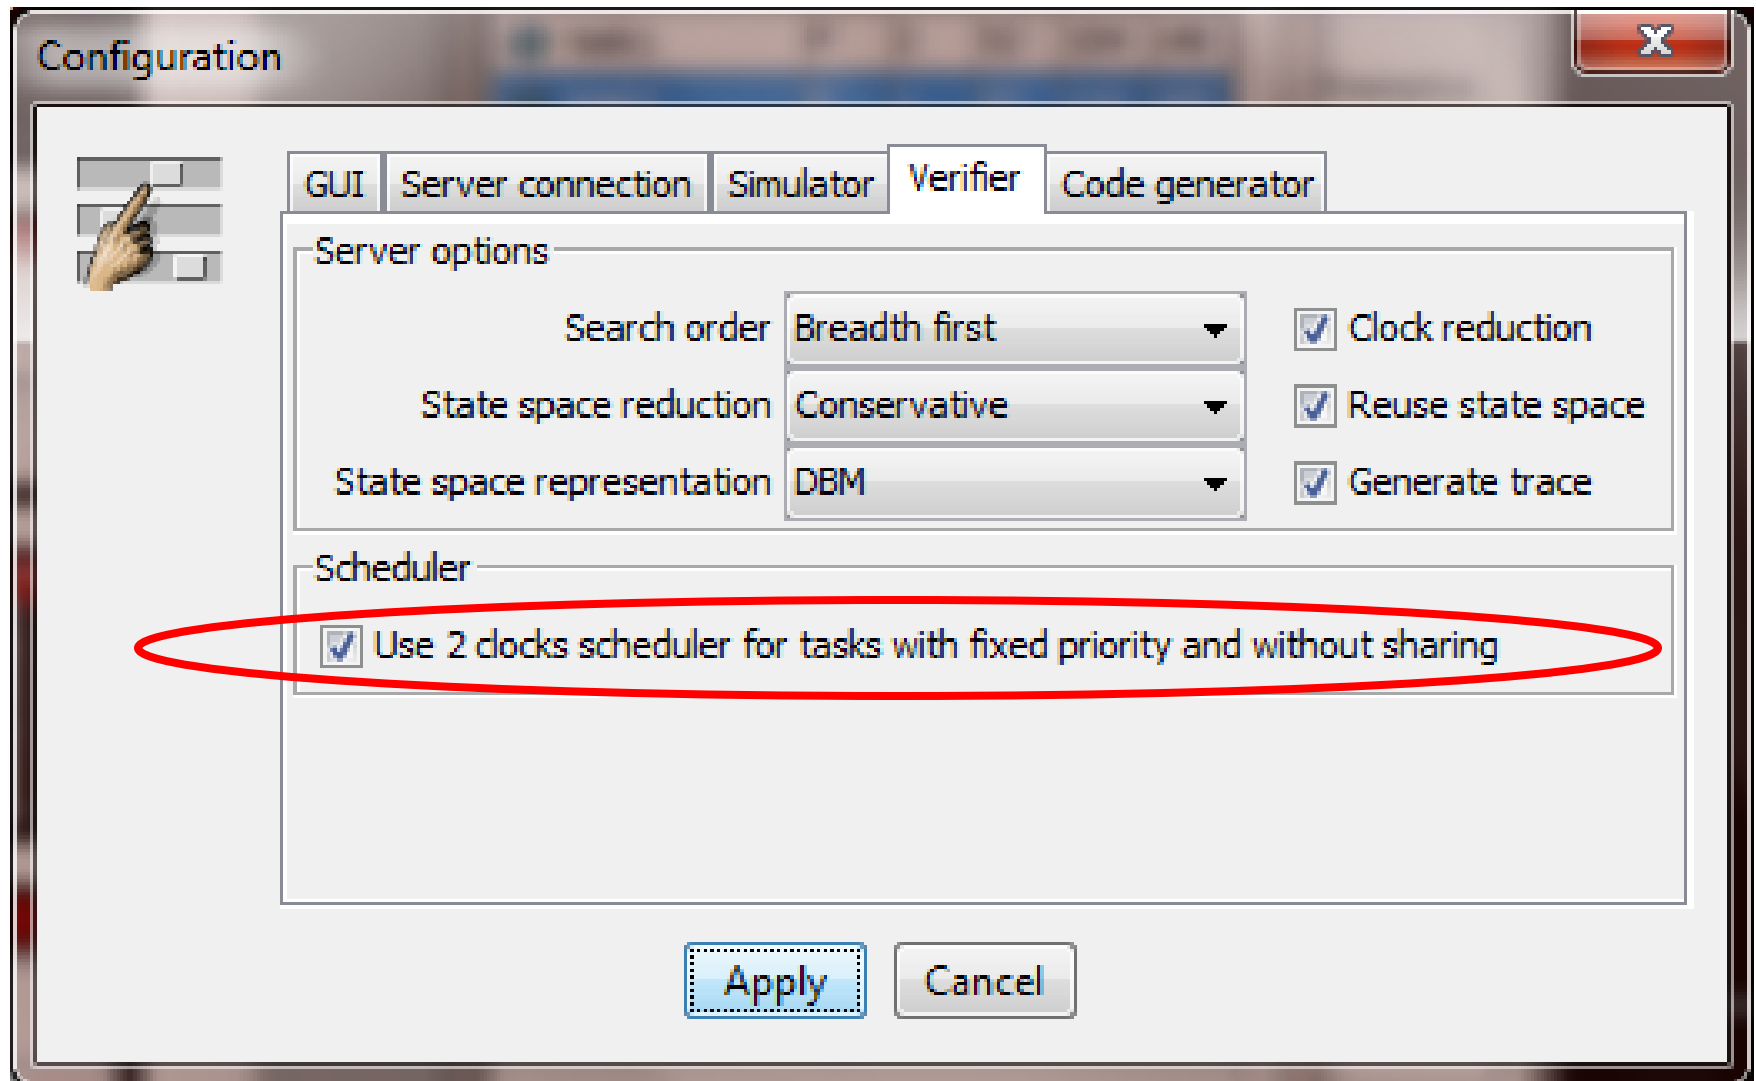 Configuration
GUI Server connection Simulator Verifier Code generator
Server options
Search order Breadth first Clock reduction
State space reduction Conservative Reuse state space
State space representation DBM Generate trace
Scheduler
Use 2 clocks scheduler for tasks with fixed priority and without sharing
Apply Cancel